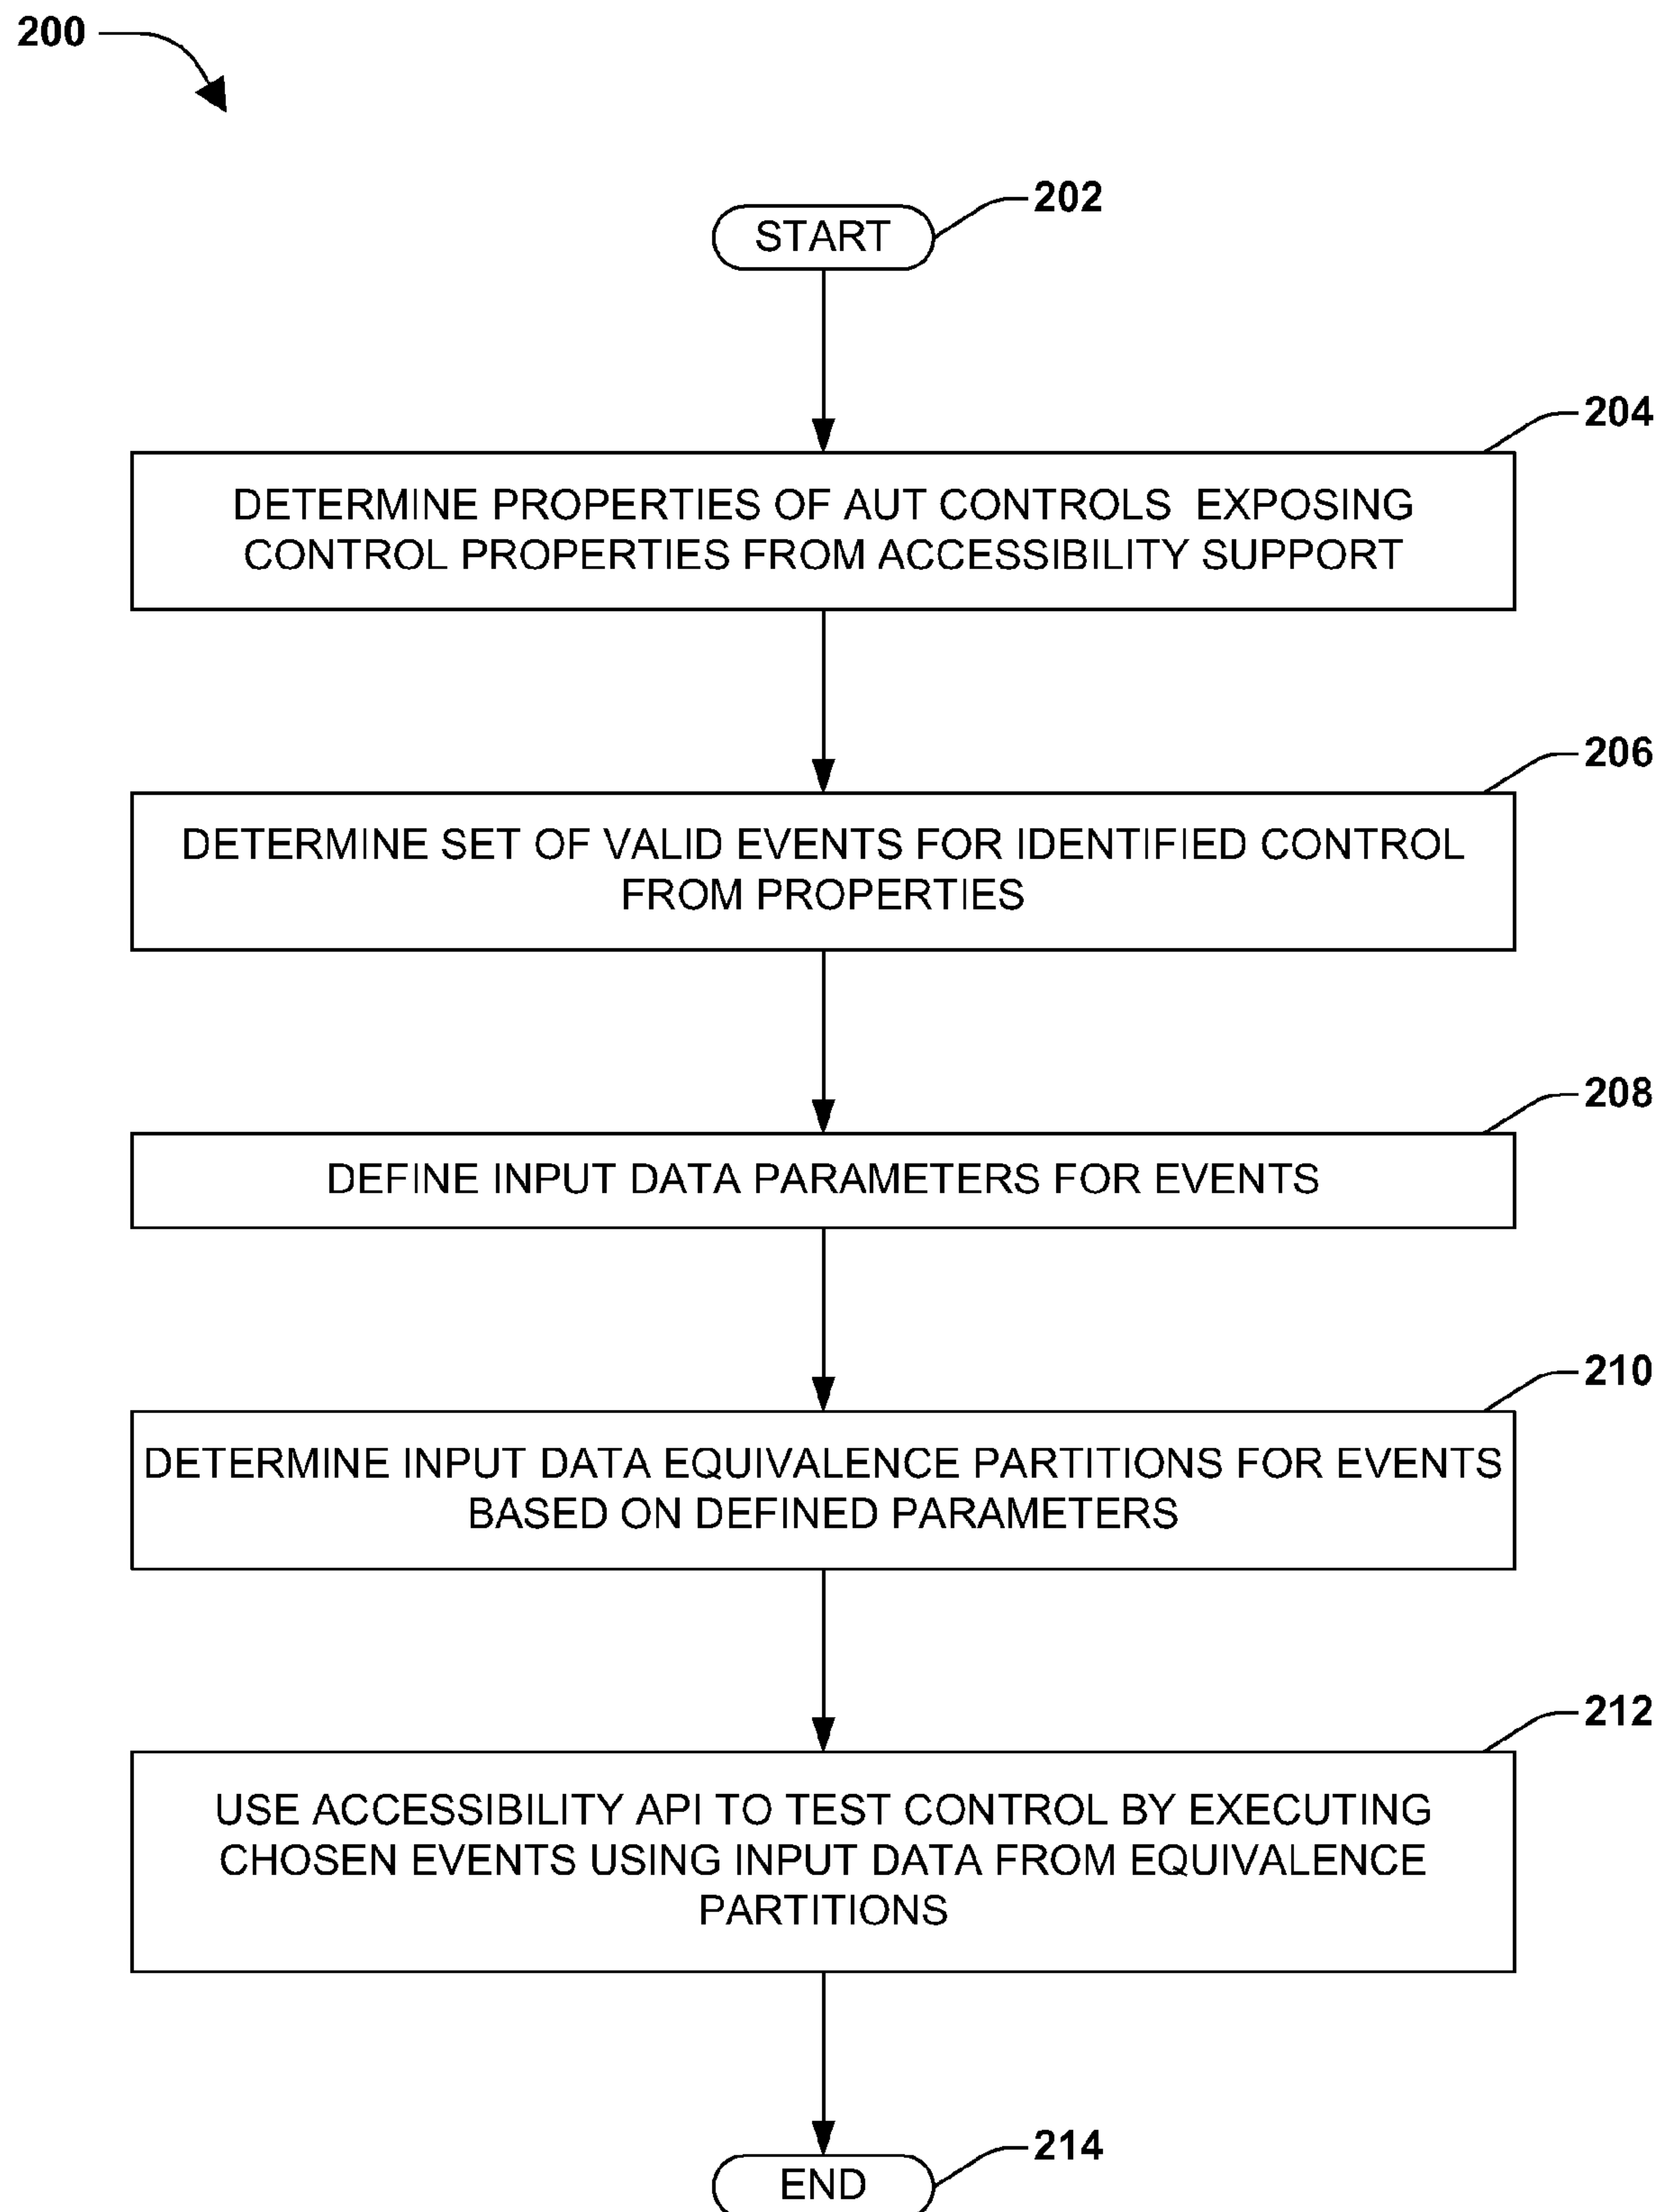 200
202
START
204
DETERMINE PROPERTIES OF AUT CONTROLS EXPOSING
CONTROL PROPERTIES FROM ACCESSIBILITY SUPPORT
206
DETERMINE SET OF VALID EVENTS FOR IDENTIFIED CONTROL
FROM PROPERTIES
208
DEFINE INPUT DATA PARAMETERS FOR EVENTS
210
DETERMINE INPUT DATA EQUIVALENCE PARTITIONS FOR EVENTS
BASED ON DEFINED PARAMETERS
212
USE ACCESSIBILITY API TO TEST CONTROL BY EXECUTING
CHOSEN EVENTS USING INPUT DATA FROM EQUIVALENCE
PARTITIONS
214
END